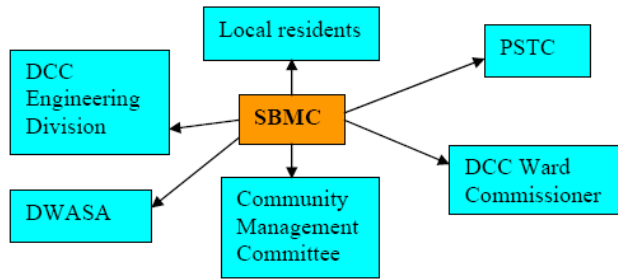 Local residents
PSTC
DCC
Engineering
Division
SBMC
DCC Ward
Commissioner
DWASA
Community
Management
Committee